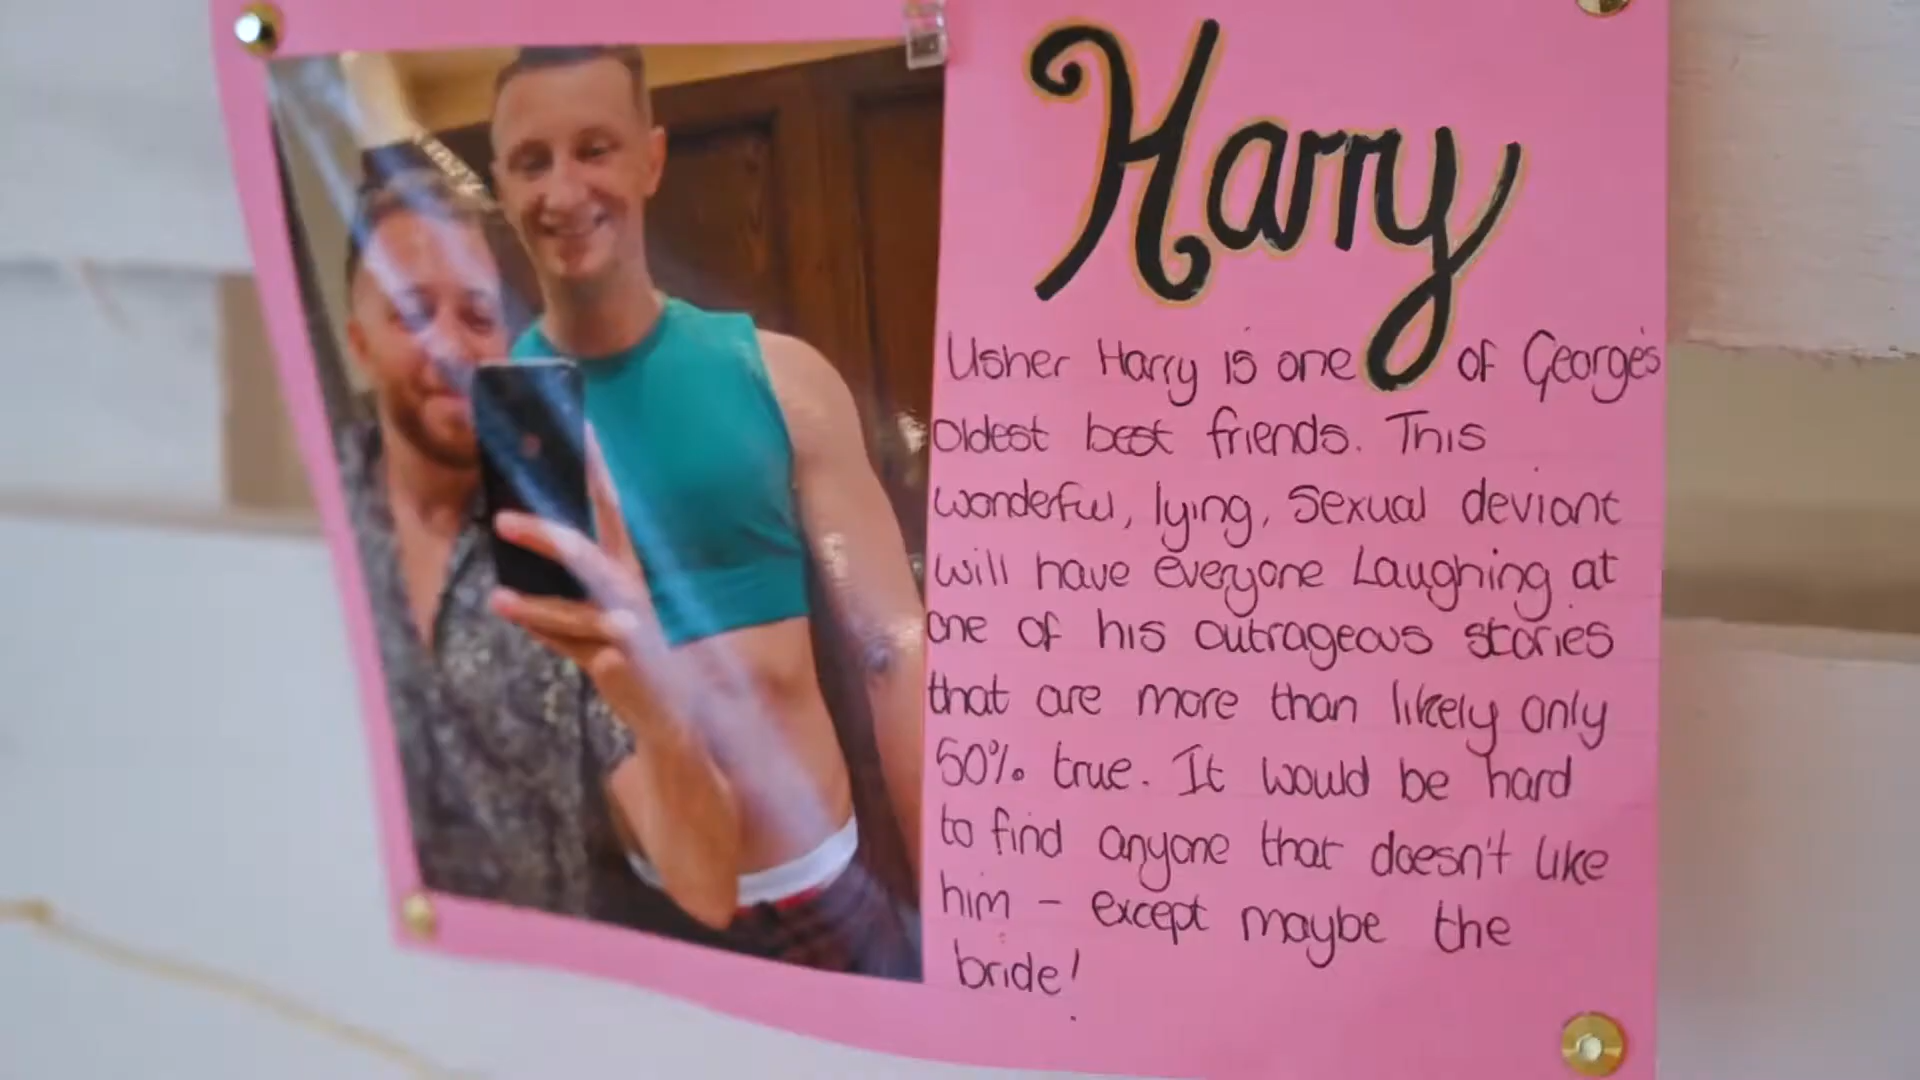 Harry
Usher Harry is one of George's
oldest best friends. This
wonderful, lying, sexual deviant
will have everyone Laughing at
one of his outrageous stories
that are more than likely only
50% true. It would be hard
to find anyone that doesn't like
him - except maybe the
bride!